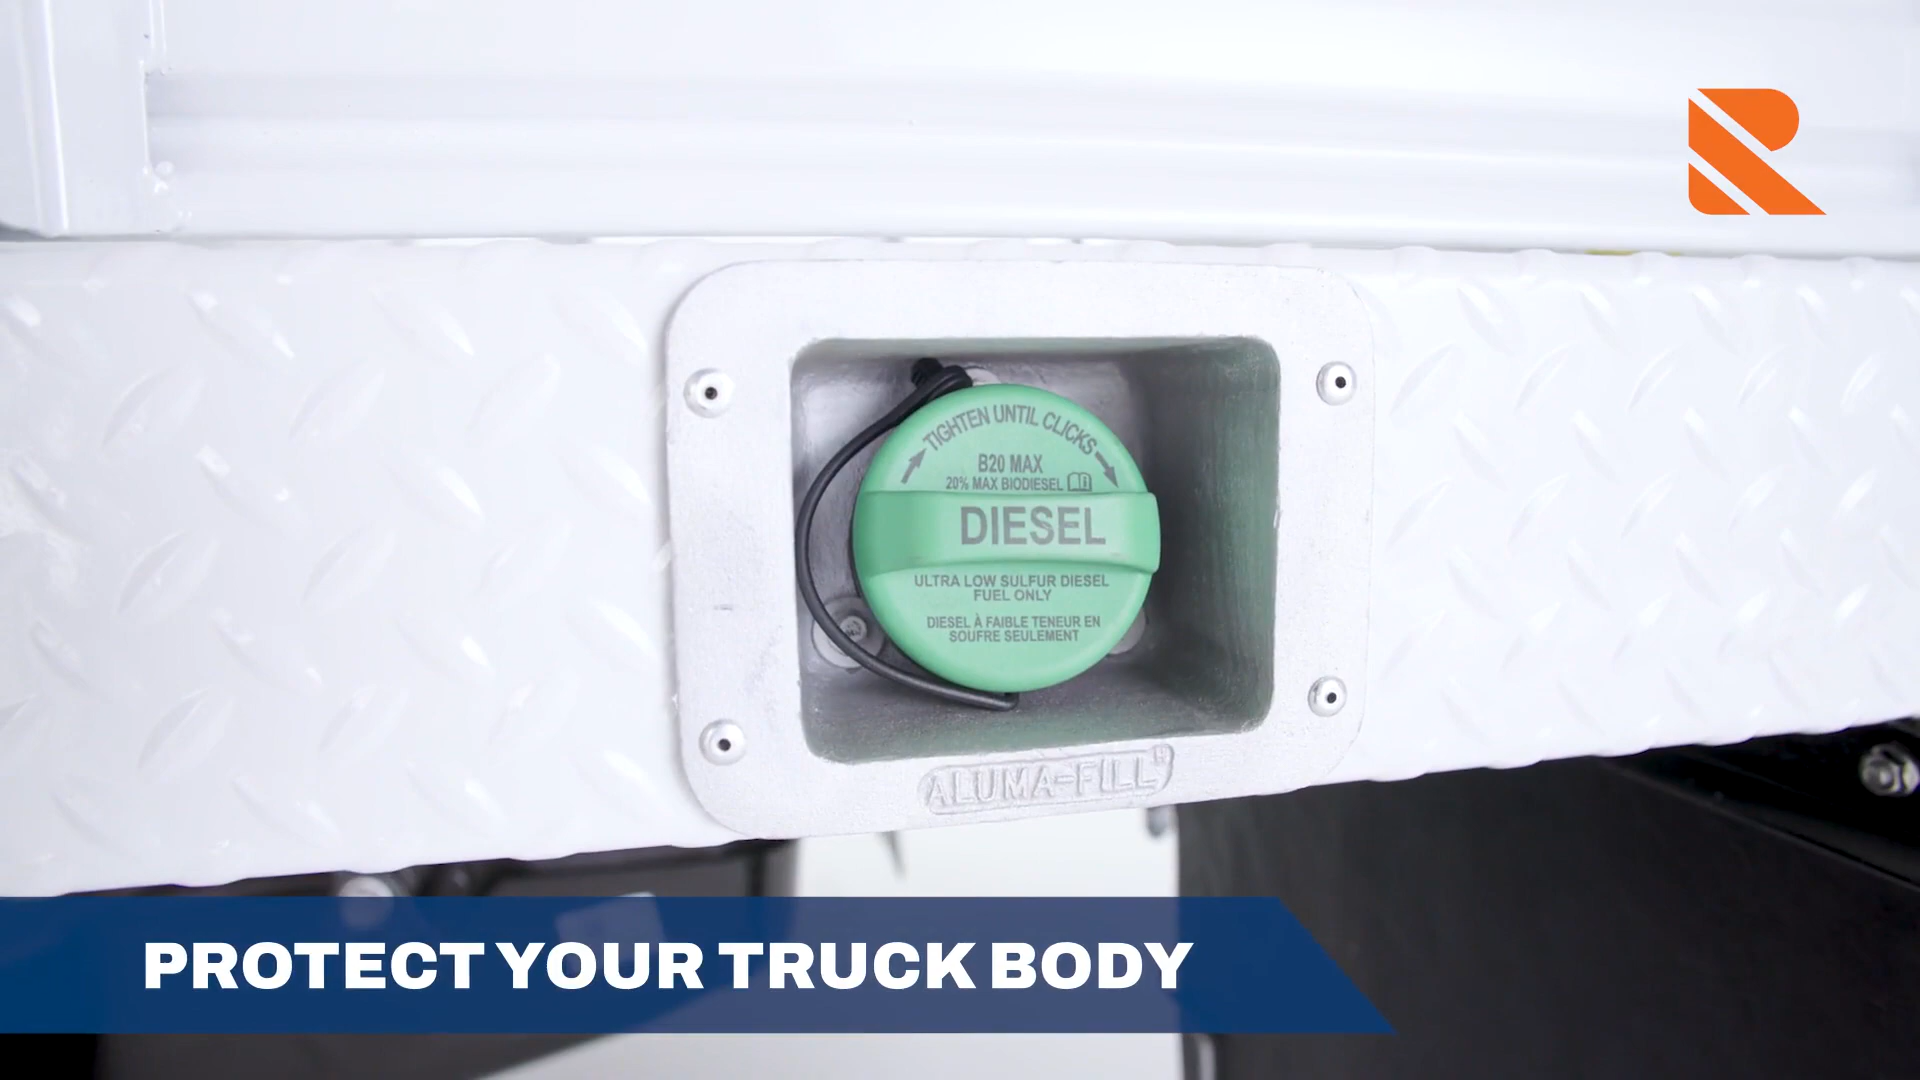 TIGHTEN UNTIL CLICKS
B20 MAX
20% MAX BIODIESEL
DIESEL
ULTRA LOW SULFUR DIESEL
FUEL ONLY
DIESEL À FAIBLE TENEUR EN
SOUFRE SEULEMENT
ALUMA-FILL®
PROTECT YOUR TRUCK BODY